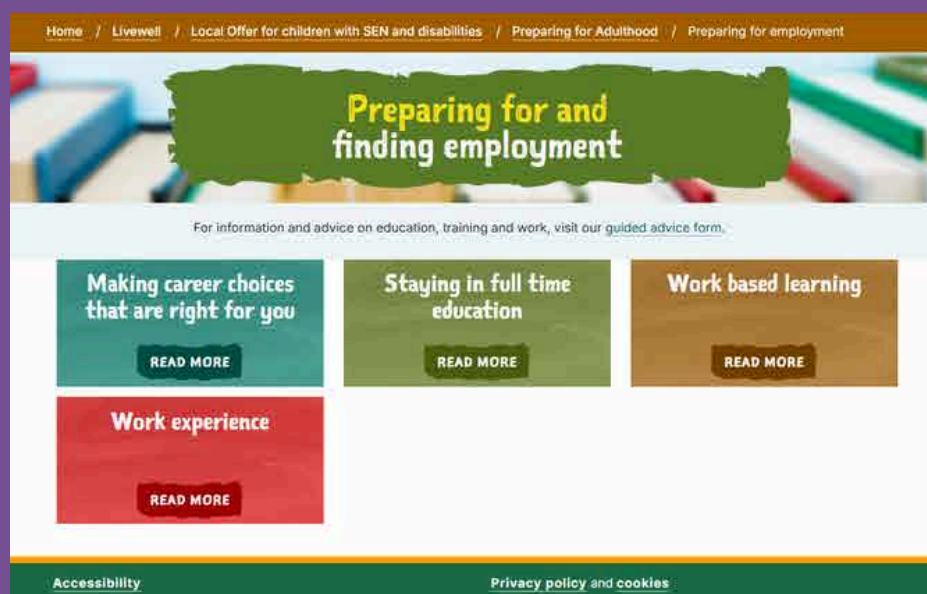 Home / Livewell / Local Offer for children with SEN and disabilities / Preparing for Adulthood / Preparing for employment
Preparing for and
finding employment
For information and advice on education, training and work, visit our guided advice form.
Making career choices
that are right for you
READ MORE
Staying in full time
education
READ MORE
Work based learning
READ MORE
Work experience
READ MORE
Accessibility
Privacy policy and cookies